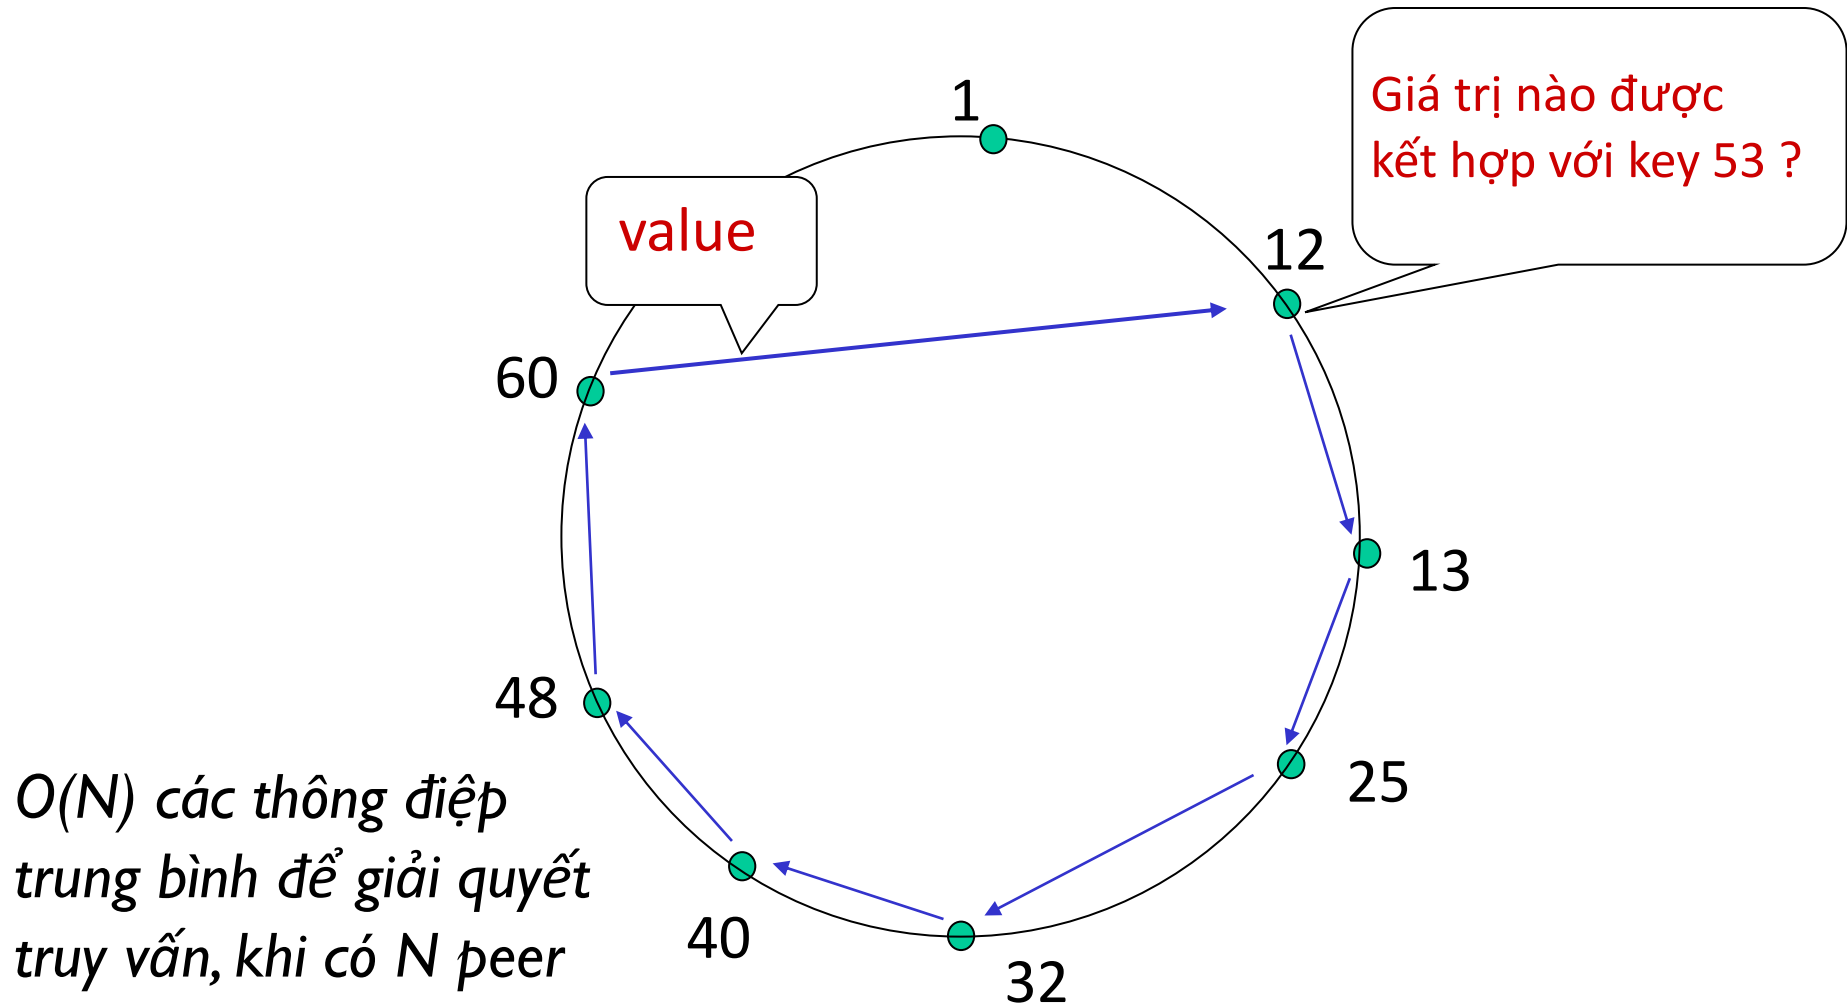 1
Giá trị nào được
kết hợp với key 53 ?
value
12
60
13
48
25
O(N) các thông điệp
trung bình để giải quyết
truy vấn, khi có N peer
40
32